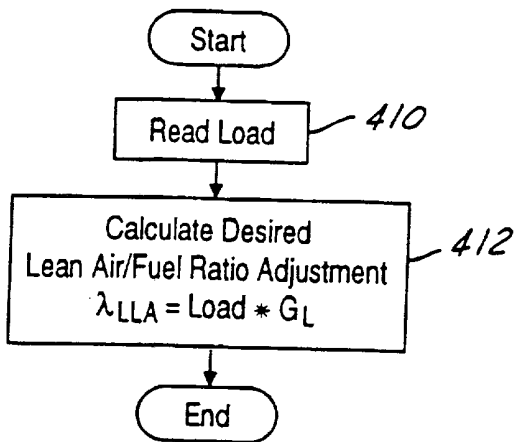 Start
Read Load
410
Calculate Desired
Lean Air/Fuel Ratio Adjustment
λLLA = Load * GL
412
End